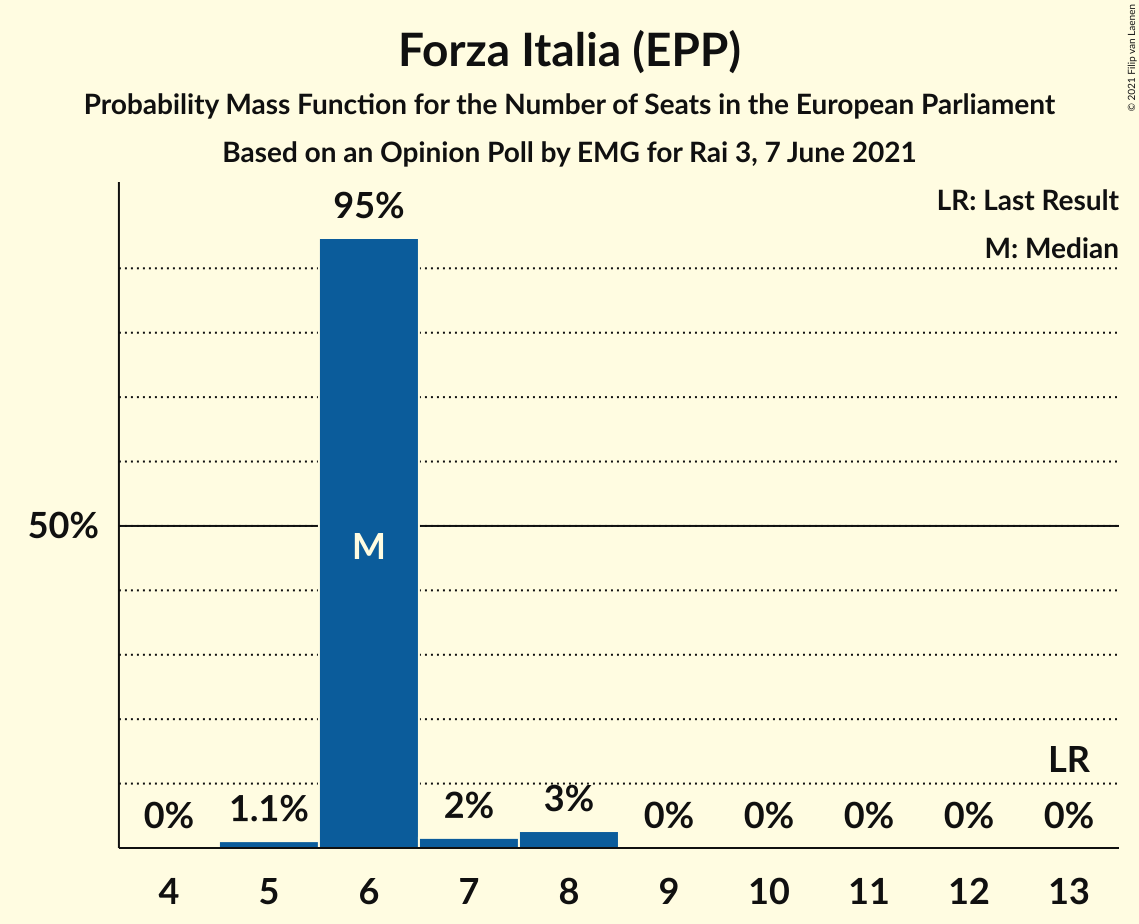 Forza Italia (EPP)
Probability Mass Function for the Number of Seats in the European Parliament
Based on an Opinion Poll by EMG for Rai 3, 7 June 2021
© 2021 Filip van Laenen
LR: Last Result
M: Median
95%
50%
M
LR
0% 1.1% 2% 3% 0% 0% 0% 0% 0%
4 5 6 7 8 9 10 11 12 13